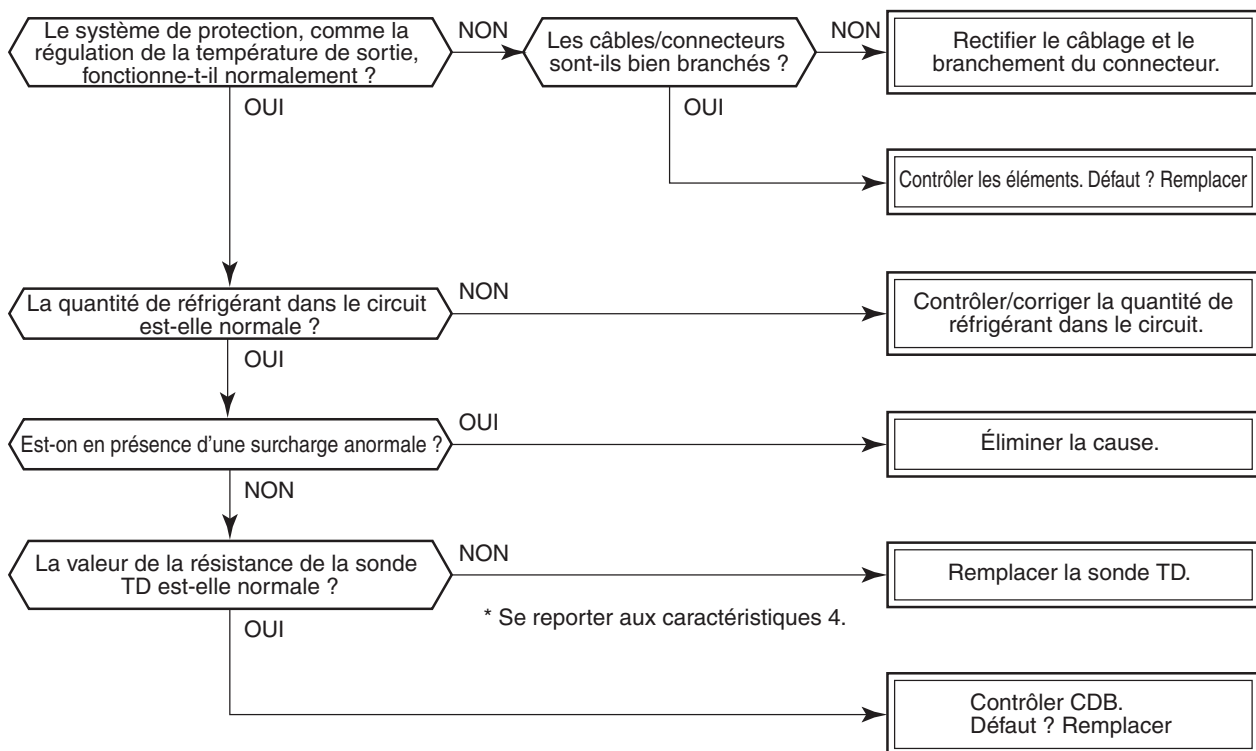 Le système de protection, comme la
régulation de la température de sortie,
fonctionne-t-il normalement ?
NON
Les câbles/connecteurs
sont-ils bien branchés ?
NON
Rectifier le câblage et le
branchement du connecteur.
OUI
OUI
Contrôler les éléments. Défaut ? Remplacer
La quantité de réfrigérant dans le circuit
est-elle normale ?
NON
Contrôler/corriger la quantité de
réfrigérant dans le circuit.
OUI
Est-on en présence d'une surcharge anormale ?
OUI
Éliminer la cause.
NON
La valeur de la résistance de la sonde
TD est-elle normale ?
NON
Remplacer la sonde TD.
* Se reporter aux caractéristiques 4.
OUI
Contrôler CDB.
Défaut ? Remplacer